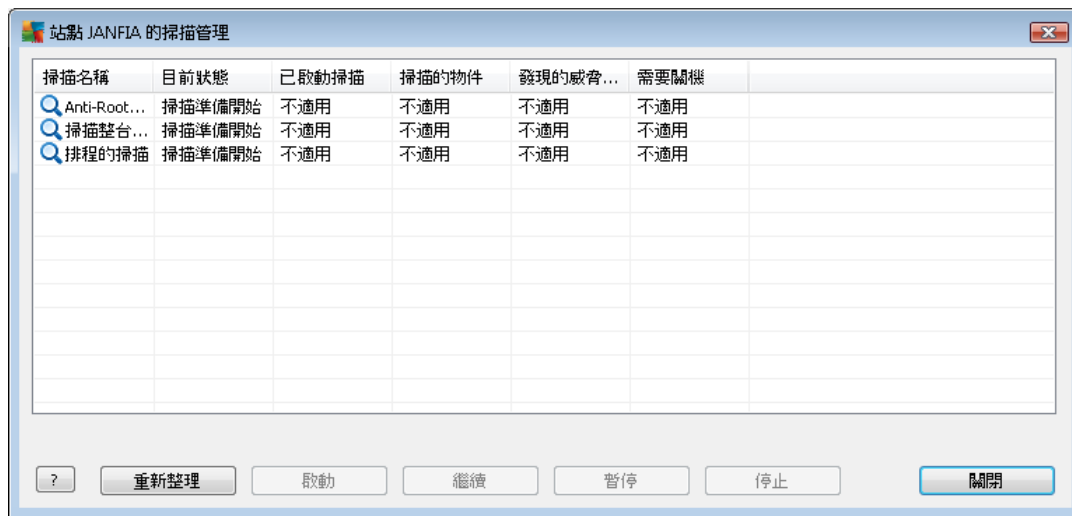 站點 JANFIA 的掃描管理
掃描名稱 目前狀態 已啟動掃描 掃描的物件 發現的威脅... 需要關機
Anti-Root... 掃描準備開始 不適用 不適用 不適用 不適用
掃描整台... 掃描準備開始 不適用 不適用 不適用 不適用
排程的掃描 掃描準備開始 不適用 不適用 不適用 不適用
? 重新整理 啟動 繼續 暫停 停止 關閉